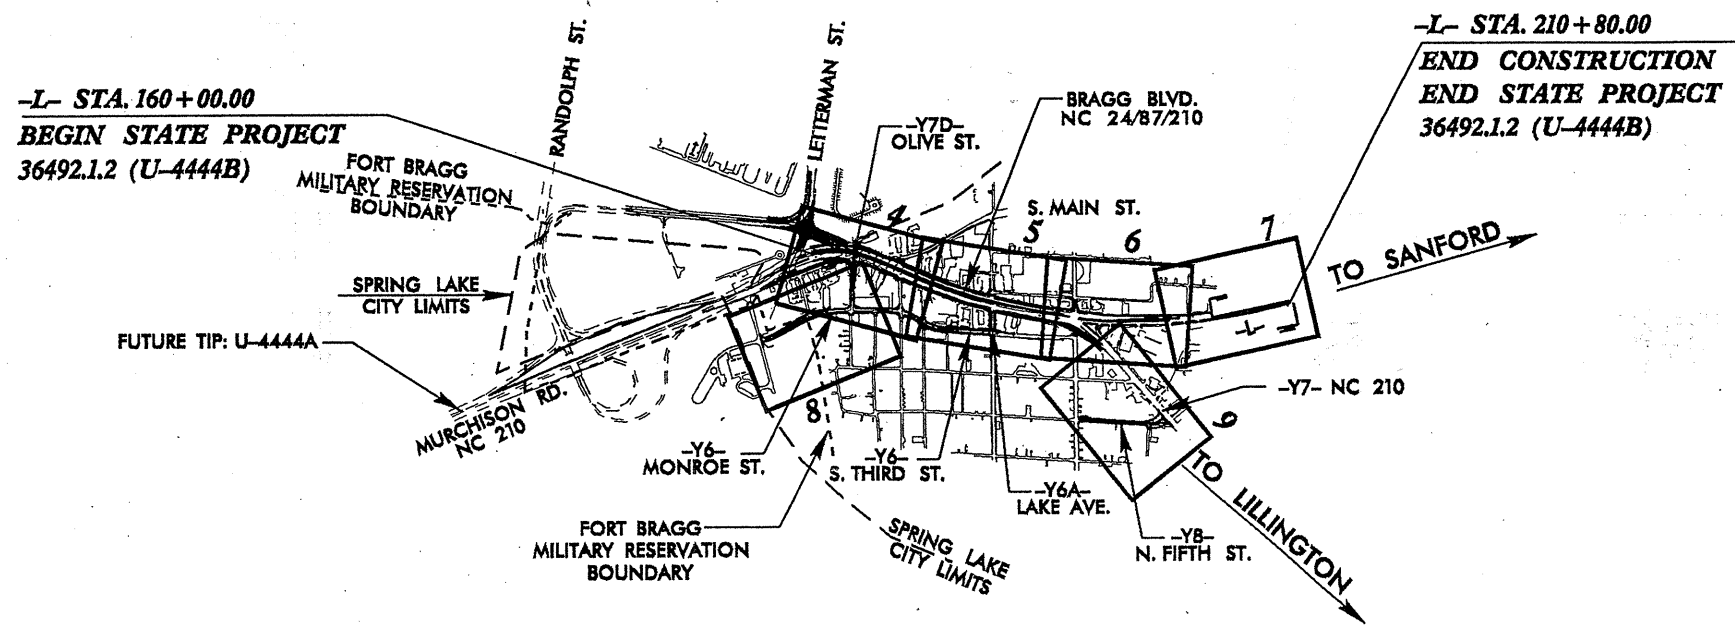 -L- STA. 160+00.00
BEGIN STATE PROJECT
36492.1.2 (U-4444B)
RANDOLPH ST.
LETTERMAN ST.
-L- STA. 210+80.00
END CONSTRUCTION
END STATE PROJECT
36492.1.2 (U-4444B)
FORT BRAGG
MILITARY RESERVATION
BOUNDARY
-Y7D-
OLIVE ST.
BRAGG BLVD.
NC 24/87/210
S. MAIN ST.
4
5
6
7
TO SANFORD
SPRING LAKE
CITY LIMITS
FUTURE TIP: U-4444A
MURCHISON RD.
NC 210
-L-
8
9
-Y7- NC 210
-Y6-
MONROE ST.
-Y6-
S. THIRD ST.
-Y6A-
LAKE AVE.
-Y8-
N. FIFTH ST.
TO LILLINGTON
FORT BRAGG
MILITARY RESERVATION
BOUNDARY
SPRING LAKE
CITY LIMITS